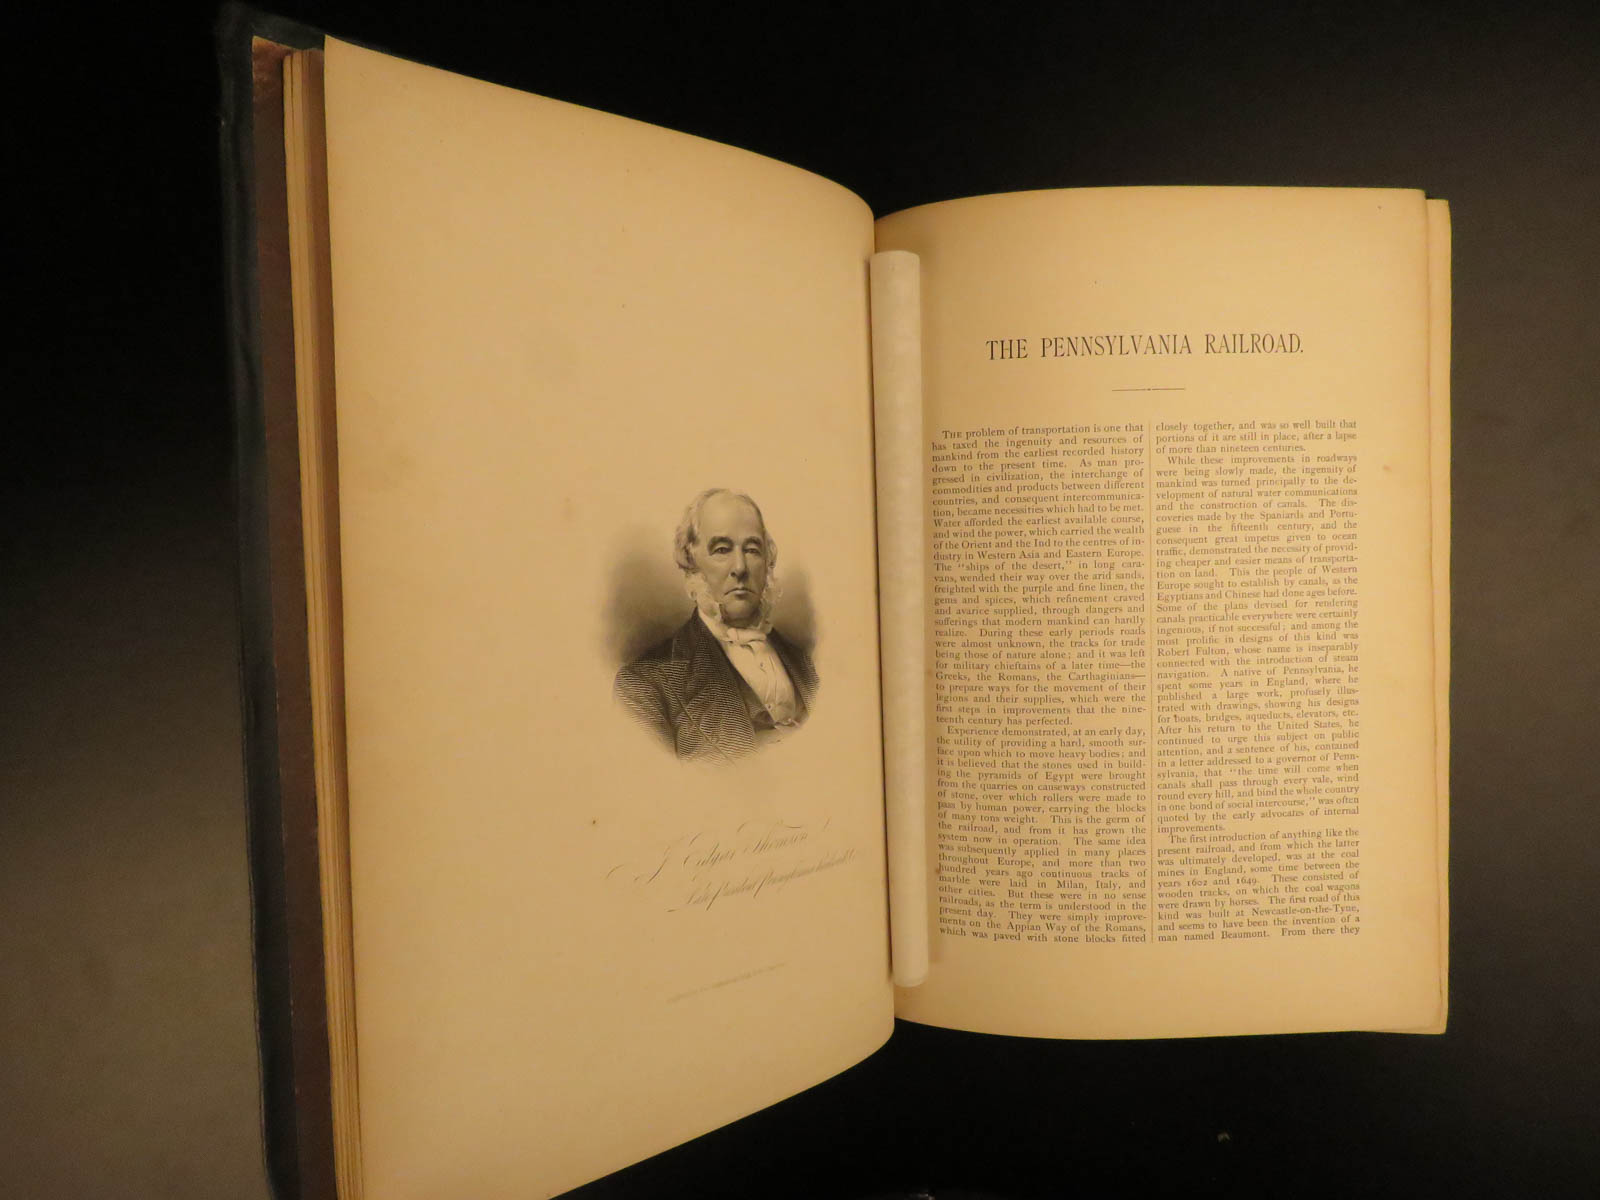 J. Edgar Thomson
Late President Pennsylvania Railroad
THE PENNSYLVANIA RAILROAD.
THE problem of transportation is one that
has taxed the ingenuity and resources of
mankind from the earliest recorded history
down to the present time. As man pro-
gressed in civilization, the interchange of
commodities and products between different
countries, and consequent intercommunica-
tion, became necessities which had to be met.
Water afforded the earliest available course,
and wind the power, which carried the wealth
of the Orient and the Ind to the centres of in-
dustry in Western Asia and Eastern Europe.
The "ships of the desert," in long cara-
vans, wended their way over the arid sands,
freighted with the purple and fine linen, the
gems and spices, which refinement craved
and avarice supplied, through dangers and
sufferings that modern mankind can hardly
realize. During these early periods roads
were almost unknown, the tracks for trade
being those of nature alone; and it was left
for military chieftains of a later time—the
Greeks, the Romans, the Carthaginians—
to prepare ways for the movement of their
legions and their supplies, which were the
first steps in improvements that the nine-
teenth century has perfected.
Experience demonstrated, at an early day,
the utility of providing a hard, smooth sur-
face upon which to move heavy bodies; and
it is believed that the stones used in build-
ing the pyramids of Egypt were brought
from the quarries on causeways constructed
of stone, over which rollers were made to
pass by human power, carrying the blocks
of many tons weight. This is the germ of
the railroad, and from it has grown the
system now in operation. The same idea
was subsequently applied in many places
throughout Europe, and more than two
hundred years ago continuous tracks of
marble were laid in Milan, Italy, and
other cities. But these were in no sense
railroads, as the term is understood in the
present day. They were simply improve-
ments on the Appian Way of the Romans,
which was paved with stone blocks fitted
closely together, and was so well built that
portions of it are still in place, after a lapse
of more than nineteen centuries.
While these improvements in roadways
were being slowly made, the ingenuity of
mankind was turned principally to the de-
velopment of natural water communications
and the construction of canals. The dis-
coveries made by the Spaniards and Portu-
guese in the fifteenth century, and the
consequent great impetus given to ocean
traffic, demonstrated the necessity of provid-
ing cheaper and easier means of transporta-
tion on land. This the people of Western
Europe sought to establish by canals, as the
Egyptians and Chinese had done ages before.
Some of the plans devised for rendering
canals practicable everywhere were certainly
ingenious, if not successful; and among the
most prolific in designs of this kind was
Robert Fulton, whose name is inseparably
connected with the introduction of steam
navigation. A native of Pennsylvania, he
spent some years in England, where he
published a large work, profusely illus-
trated with drawings, showing his designs
for boats, bridges, aqueducts, elevators, etc.
After his return to the United States, he
continued to urge this subject on public
attention, and a sentence of his, contained
in a letter addressed to a governor of Penn-
sylvania, that "the time will come when
canals shall pass through every vale, wind
round every hill, and bind the whole country
in one bond of social intercourse," was often
quoted by the early advocates of internal
improvements.
The first introduction of anything like the
present railroad, and from which the latter
was ultimately developed, was at the coal
mines in England, some time between the
years 1602 and 1649. These consisted of
wooden tracks, on which the coal wagons
were drawn by horses. The first road of this
kind was built at Newcastle-on-the-Tyne,
and seems to have been the invention of a
man named Beaumont. From there they